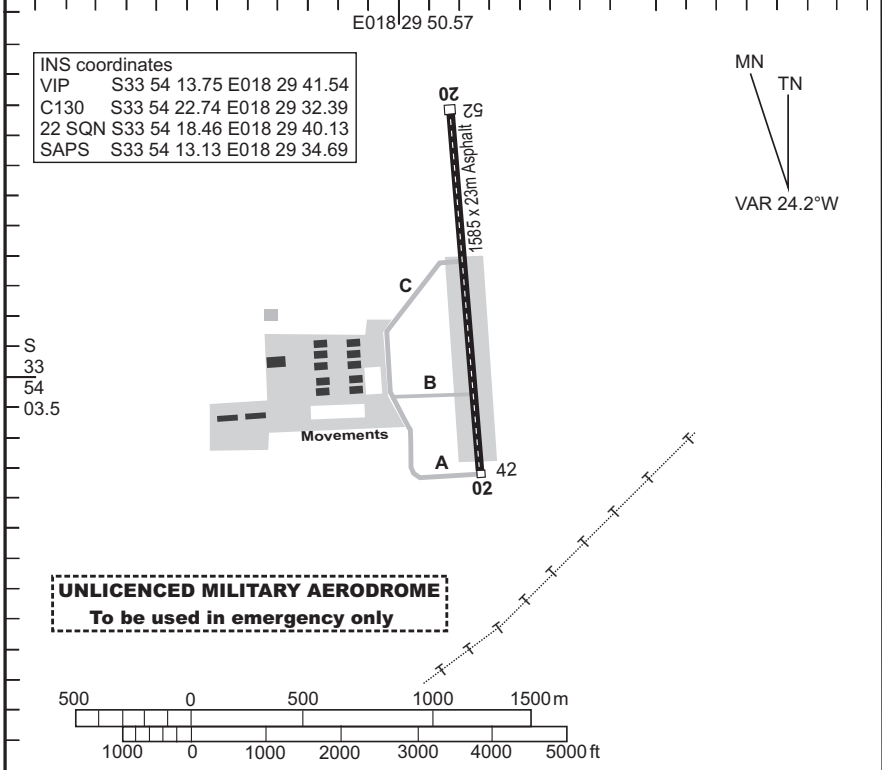 E018 29 50.57
INS coordinates
VIP S33 54 13.75 E018 29 41.54
C130 S33 54 22.74 E018 29 32.39
22 SQN S33 54 18.46 E018 29 40.13
SAPS S33 54 13.13 E018 29 34.69
MN
TN
VAR 24.2°W
20
52
1585 x 23m Asphalt
C
S
33
54
03.5
B
Movements
A
42
02
UNLICENCED MILITARY AERODROME
To be used in emergency only
500 0 500 1000 1500m
1000 0 1000 2000 3000 4000 5000ft